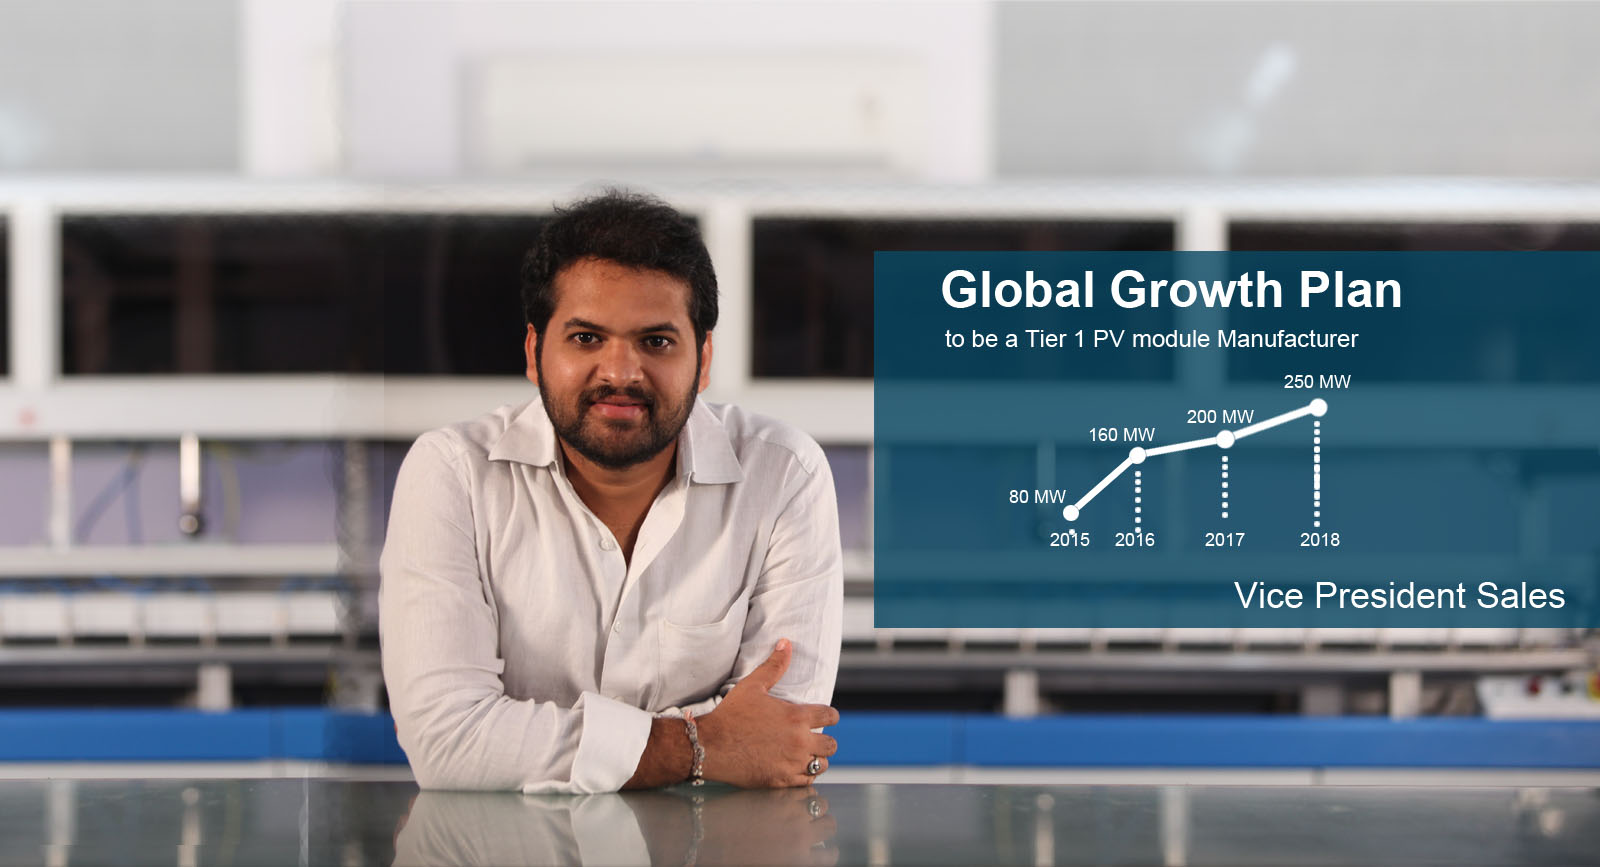 Global Growth Plan
to be a Tier 1 PV module Manufacturer
250 MW
200 MW
160 MW
80 MW
2015 2016 2017 2018
Vice President Sales